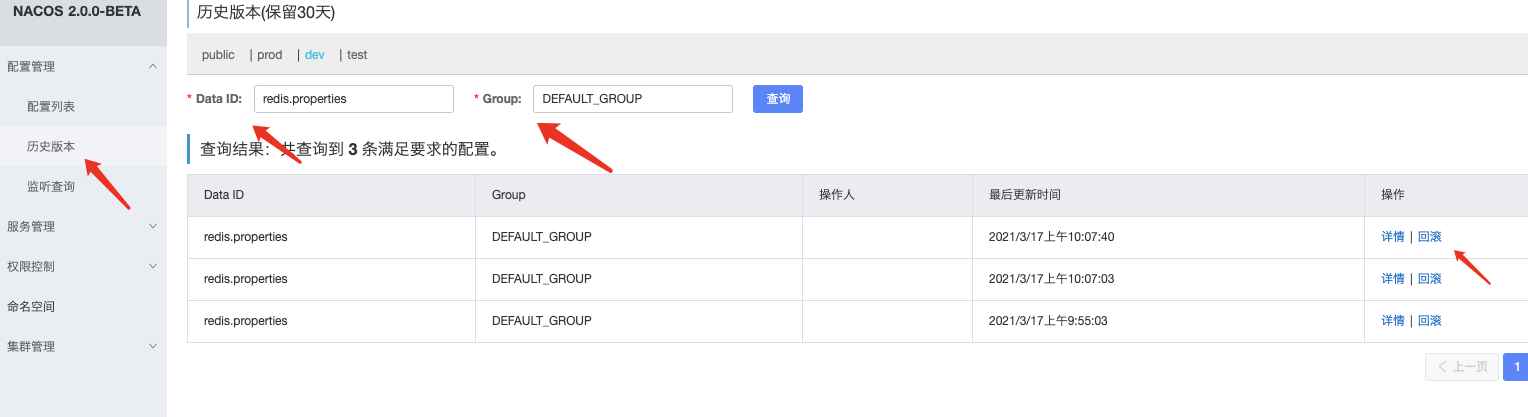 NACOS 2.0.0-BETA
配置管理
配置列表
历史版本
监听查询
服务管理
权限控制
命名空间
集群管理
历史版本(保留30天)
public | prod | dev | test
* Data ID: redis.properties * Group: DEFAULT_GROUP 查询
查询结果：共查询到 3 条满足要求的配置。
Data ID Group 操作人 最后更新时间 操作
redis.properties DEFAULT_GROUP 2021/3/17上午10:07:40 详情 | 回滚
redis.properties DEFAULT_GROUP 2021/3/17上午10:07:03 详情 | 回滚
redis.properties DEFAULT_GROUP 2021/3/17上午9:55:03 详情 | 回滚
上一页 1